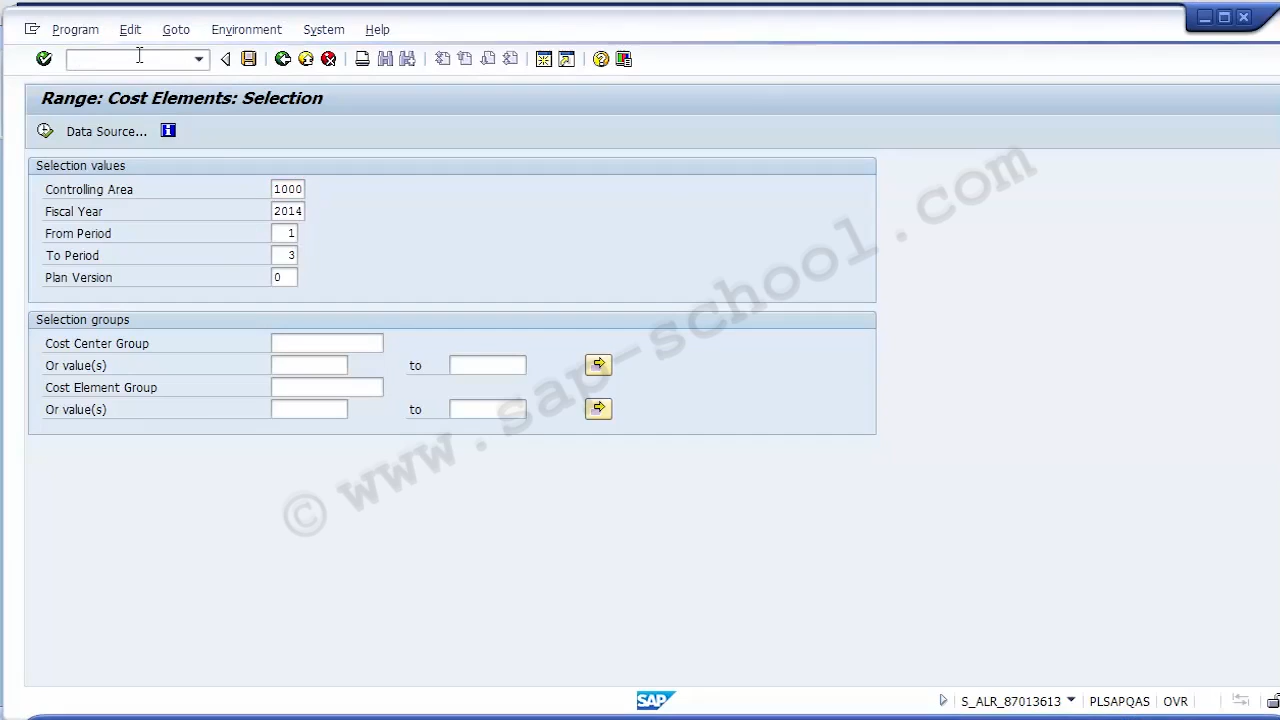 Program Edit Goto Environment System Help
Range: Cost Elements: Selection
Data Source...
Selection values
Controlling Area 1000
Fiscal Year 2014
From Period 1
To Period 3
Plan Version 0
Selection groups
Cost Center Group
Or value(s) to
Cost Element Group
Or value(s) to
© www.sap-school.com
SAP S_ALR_87013613 PLSAPQAS OVR